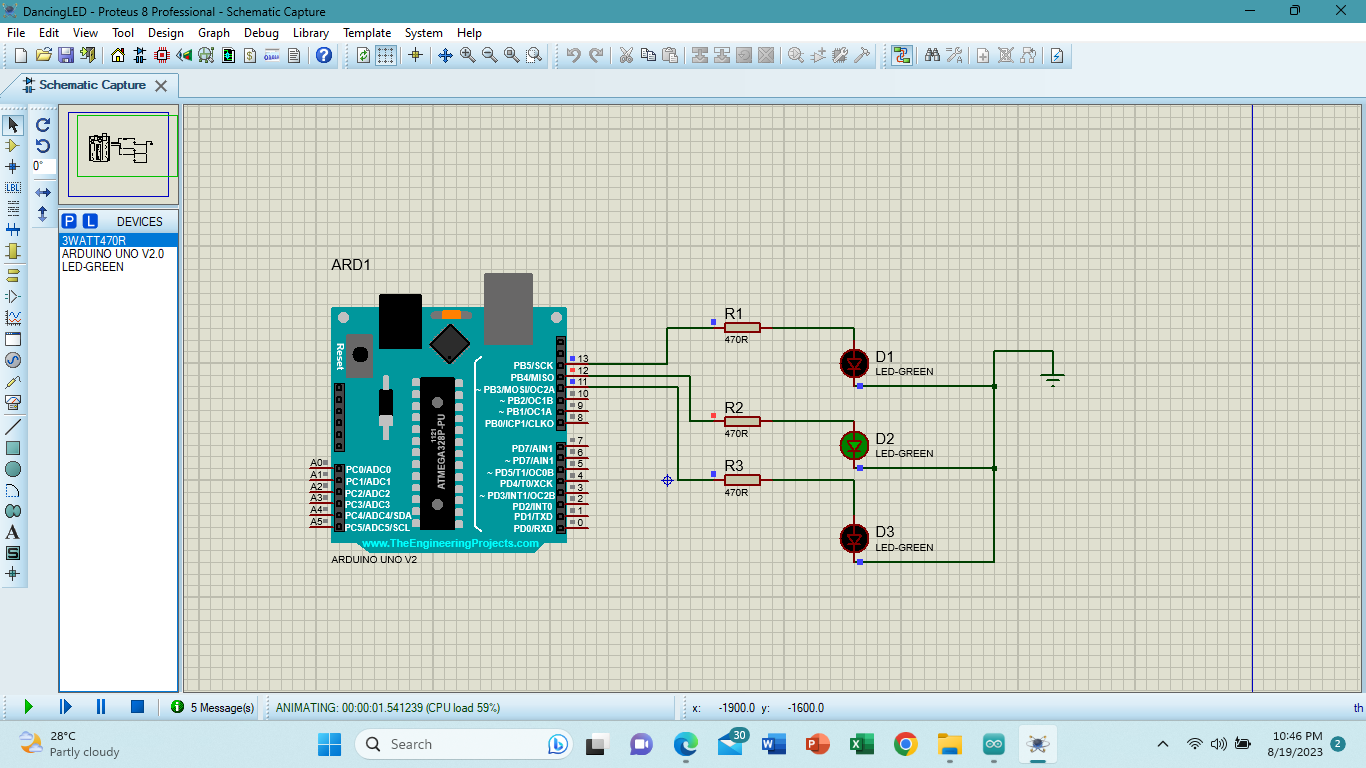 DancingLED - Proteus 8 Professional - Schematic Capture
File Edit View Tool Design Graph Debug Library Template System Help
Schematic Capture
0°
LBL
P L DEVICES
3WATT470R
ARDUINO UNO V2.0
LED-GREEN
A
S
ARD1
Reset
1121
ATMEGA328P-PU
PB5/SCK 13
PB4/MISO 12
~ PB3/MOSI/OC2A 11
~ PB2/OC1B 10
~ PB1/OC1A 9
PB0/ICP1/CLKO 8
PD7/AIN1 7
~ PD7/AIN1 6
~ PD5/T1/OC0B 5
PD4/T0/XCK 4
~ PD3/INT1/OC2B 3
PD2/INT0 2
PD1/TXD 1
PD0/RXD 0
A0 PC0/ADC0
A1 PC1/ADC1
A2 PC2/ADC2
A3 PC3/ADC3
A4 PC4/ADC4/SDA
A5 PC5/ADC5/SCL
www.TheEngineeringProjects.com
ARDUINO UNO V2
R1
470R
D1
LED-GREEN
R2
470R
D2
LED-GREEN
R3
470R
D3
LED-GREEN
5 Message(s)
ANIMATING: 00:00:01.541239 (CPU load 59%)
x: -1900.0 y: -1600.0
th
28°C
Partly cloudy
Search
30
10:46 PM
8/19/2023
2